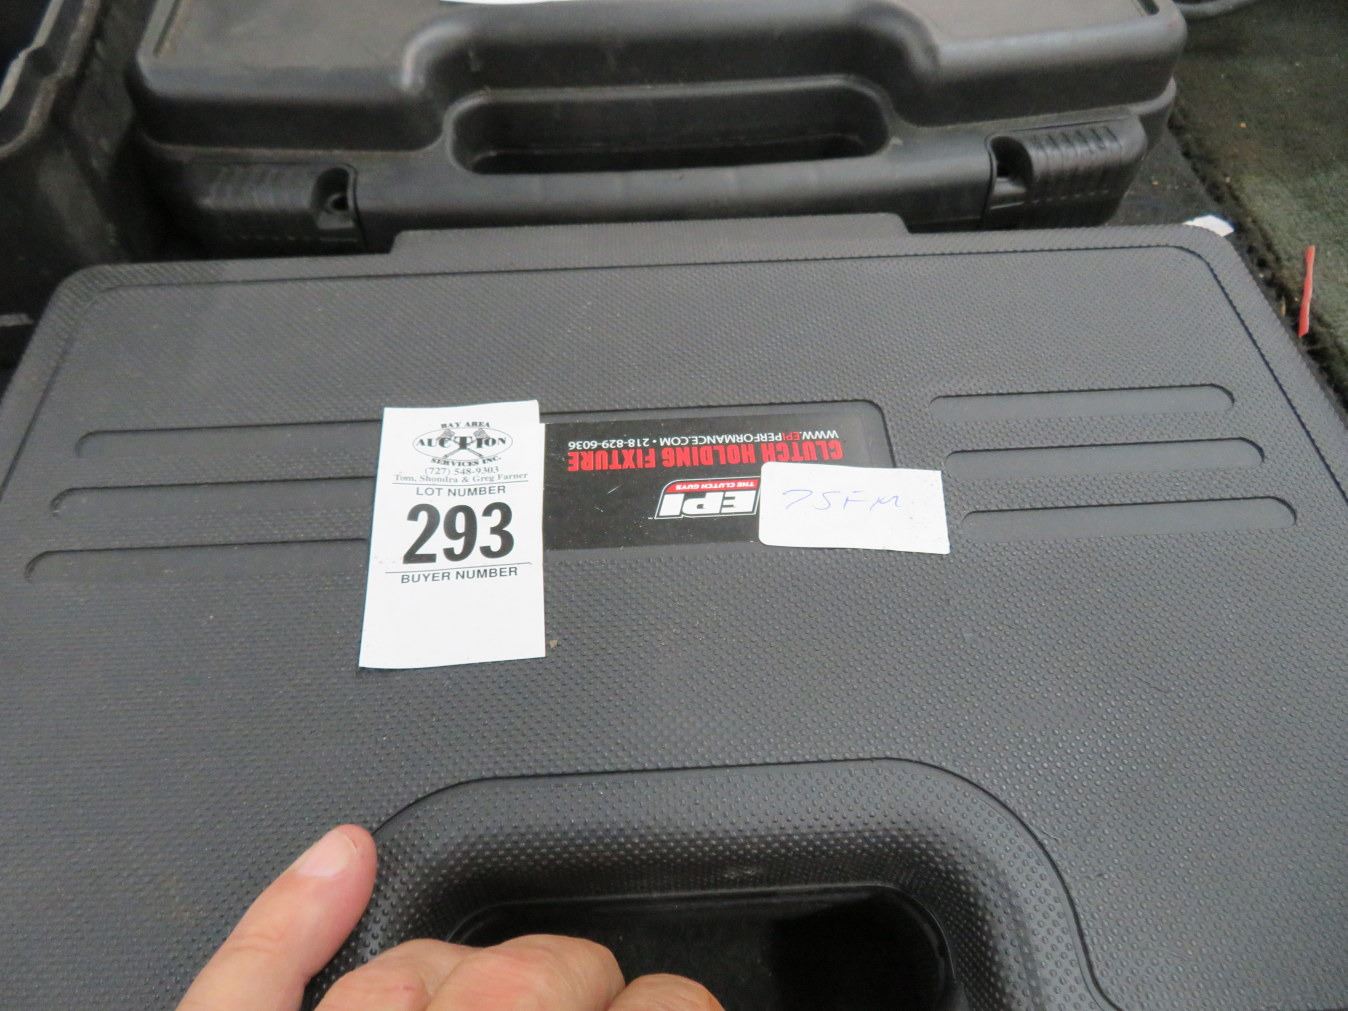 BAY AREA
AUCTION
SERVICES INC.
(727) 548-9303
Tom, Shondra & Greg Farner
LOT NUMBER
293
BUYER NUMBER
EPI
THE CLUTCH GUYS
CLUTCH HOLDING FIXTURE
WWW.EPIPERFORMANCE.COM • 218-829-6036